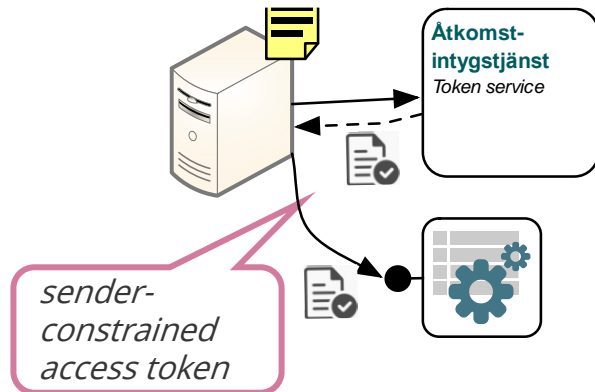 Åtkomst-
intygstjänst
Token service
sender-
constrained
access token